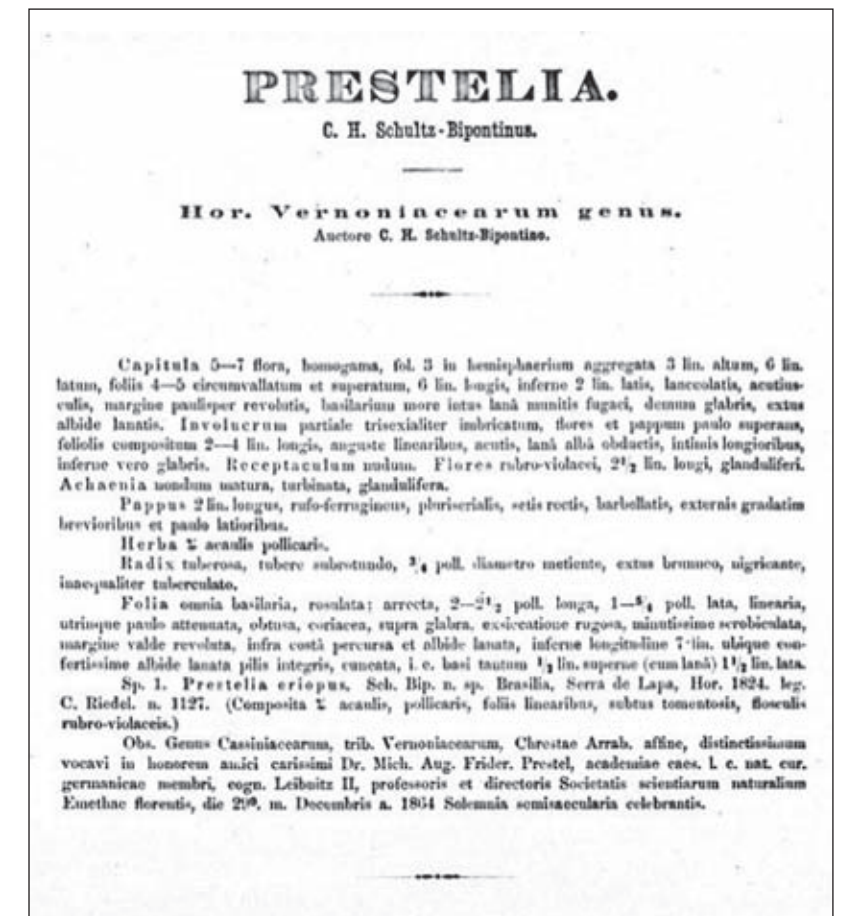 PRESTELIA.
C. H. Schultz-Bipontinus.
Hor. Vernoniacearum genus.
Auctore C. H. Schultz-Bipontino.
Capitula 5—7 flora, homogama, fol. 3 in hemisphaerium aggregata 3 lin. altum, 6 lin.
latum, foliis 4—5 circumvallatum et superatum, 6 lin. longis, inferne 2 lin. latis, lanceolatis, acutius-
culis, margine paulisper revolutis, basilarium more intus lanâ munitis fugaci, demum glabris, extus
albide lanatis. Involucrum partiale trisexialiter imbricatum, flores et pappum paulo superans,
foliolis compositum 2—4 lin. longis, anguste linearibus, acutis, lanâ albâ obductis, intimis longioribus,
inferne vero glabris. Receptaculum nudum. Flores rubro-violacei, 2½ lin. longi, glanduliferi.
Achaenia nondum matura, turbinata, glandulifera.
Pappus 2 lin. longus, rufo-ferrugineus, pluriserialis, setis rectis, barbellatis, externis gradatim
brevioribus et paulo latioribus.
Herba ♃ acaulis pollicaris.
Radix tuberosa, tubere subrotundo, ¾ poll. diametro metiente, extus brunneo, nigricante,
inaequaliter tuberculato.
Folia omnia basilaria, rosulata; arrecta, 2—2½ poll. longa, 1—⁵⁄₄ poll. lata, linearia,
utrinque paulo attenuata, obtusa, coriacea, supra glabra, exsiccatione rugosa, minutissime scrobiculata,
margine valde revoluta, infra costâ percursa et albide lanata, inferne longitudine 7 lin. ubique con-
fertissime albide lanata pilis integris, cuneata, i. e. basi tantum ½ lin. superne (cum lanâ) 1½ lin. lata.
Sp. 1. Prestelia eriopus. Sch. Bip. n. sp. Brasilia, Serra de Lapa, Hor. 1824. leg.
C. Riedel. n. 1127. (Composita ♃ acaulis, pollicaris, foliis linearibus, subtus tomentosis, flosculis
rubro-violaceis.)
Obs. Genus Cassiniacearum, trib. Vernoniacearum, Chrestae Arrab. affine, distinctissimum
vocavi in honorem amici carissimi Dr. Mich. Aug. Frider. Prestel, academiae caes. l. c. nat. cur.
germanicae membri, cogn. Leibnitz II, professoris et directoris Societatis scientiarum naturalium
Emethae florentis, die m. Decembris a. 1864 Solemnia semisaecularia celebrantis.